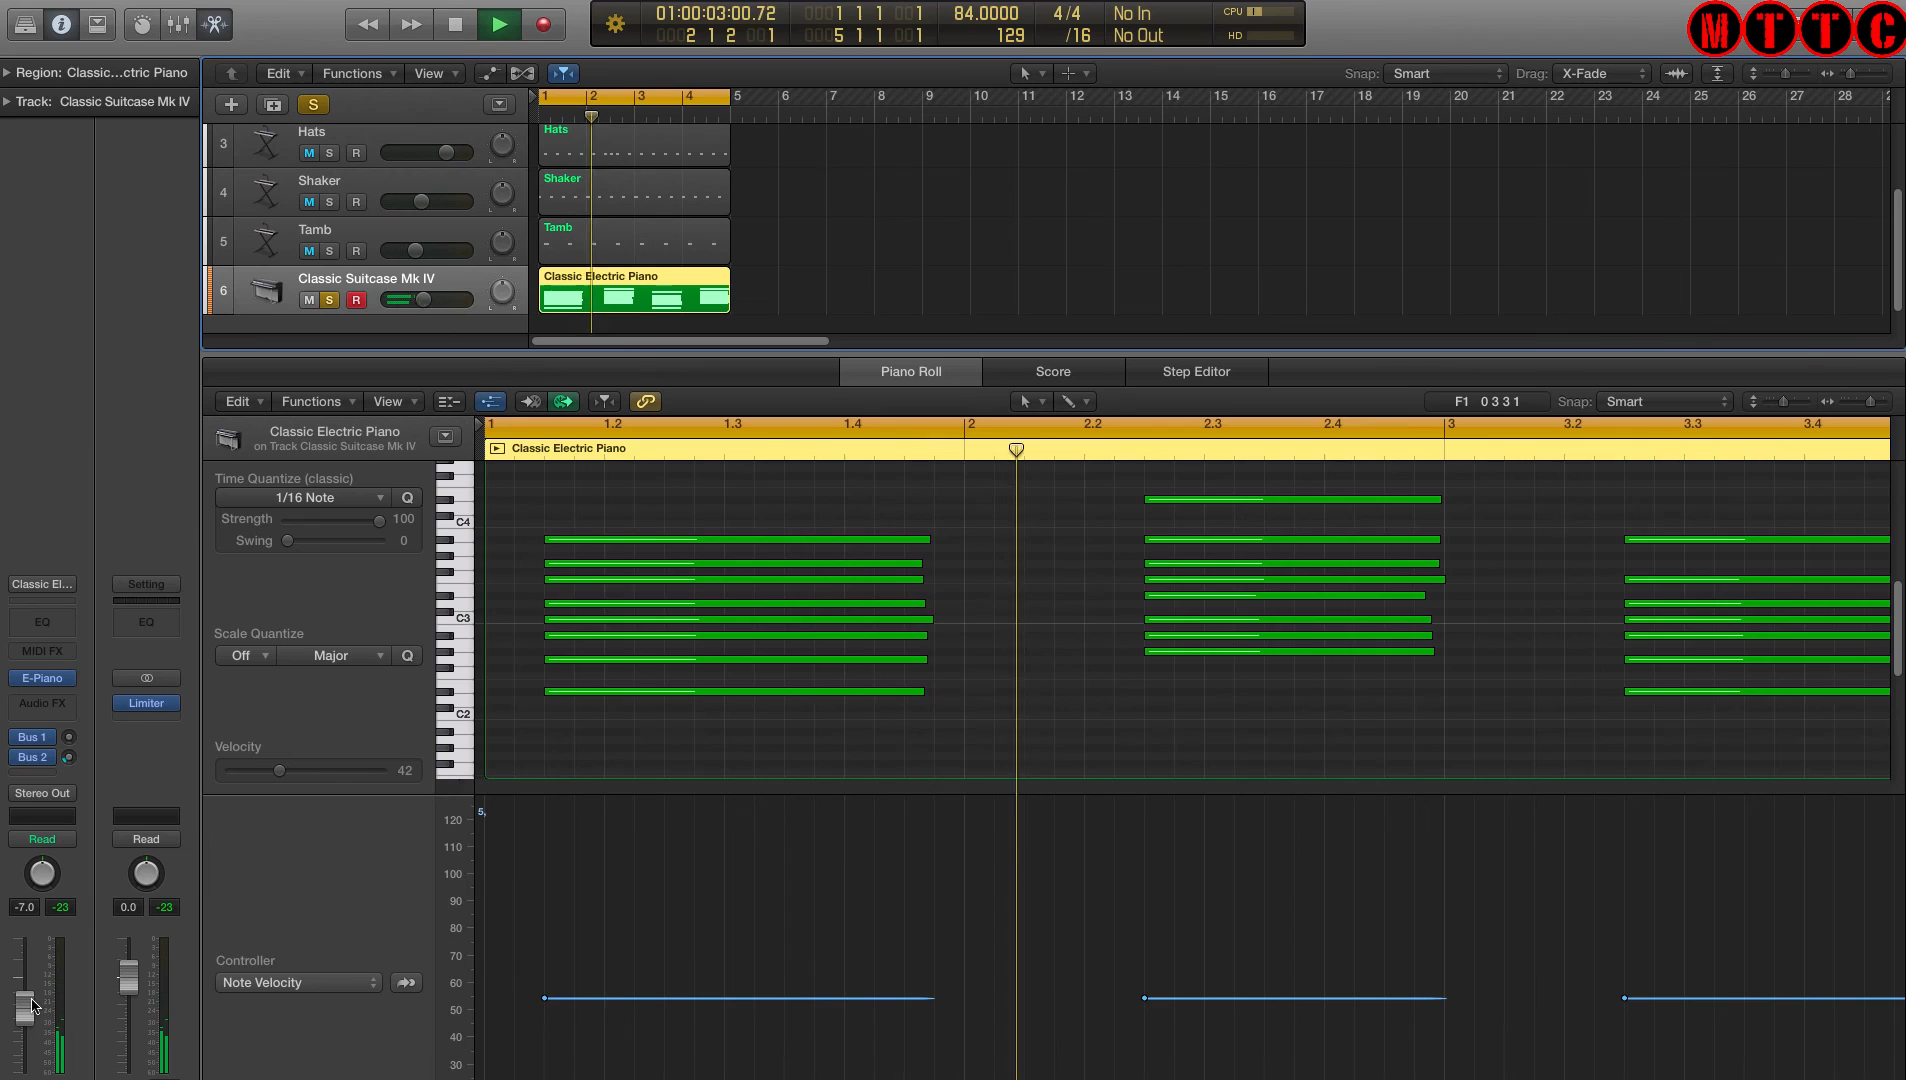 01:00:03:00.72
2 1 2 001
0001 1 1 001
0005 1 1 001
84.0000
129
4/4
/16
No In
No Out
CPU
HD
MTTC
Region: Classic...ctric Piano
Track: Classic Suitcase Mk IV
Edit
Functions
View
Snap: Smart
Drag: X-Fade
S
1 2 3 4 5 6 7 8 9 10 11 12 13 14 15 16 17 18 19 20 21 22 23 24 25 26 27 28
3
Hats
M S R
L R
Hats
4
Shaker
M S R
L R
Shaker
5
Tamb
M S R
L R
Tamb
6
Classic Suitcase Mk IV
M S R
L R
Classic Electric Piano
Piano Roll
Score
Step Editor
Edit
Functions
View
F1 0 3 3 1
Snap: Smart
1 1.2 1.3 1.4 2 2.2 2.3 2.4 3 3.2 3.3 3.4
Classic Electric Piano
on Track Classic Suitcase Mk IV
Classic Electric Piano
Time Quantize (classic)
1/16 Note
Q
Strength 100
Swing 0
C4
C3
C2
Scale Quantize
Off
Major
Q
Velocity
42
Controller
Note Velocity
5,
120
110
100
90
80
70
60
50
40
30
Classic El...
Setting
EQ
EQ
MIDI FX
E-Piano
Audio FX
Limiter
Bus 1
Bus 2
Stereo Out
Read
Read
-7.0 -23
0.0 -23